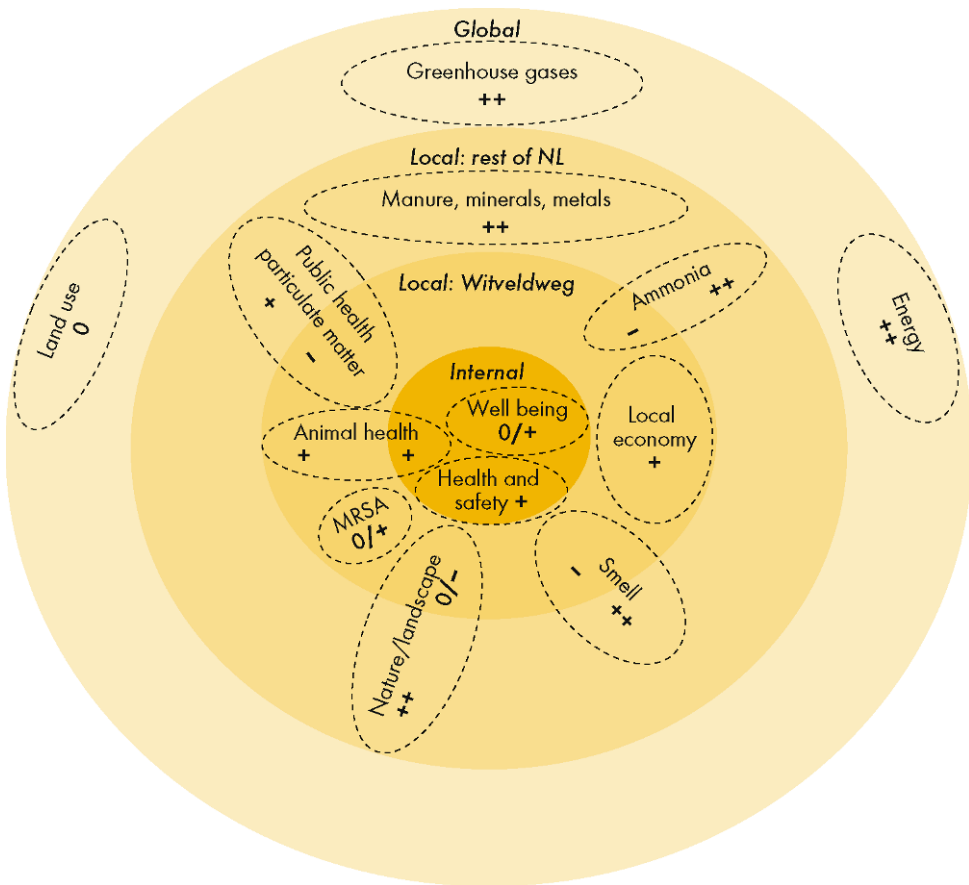 Global
Greenhouse gases
++
Local: rest of NL
Manure, minerals, metals
++
Public health
particulate matter
+
–
Local: Witveldweg
Ammonia
++
–
Land use
0
Energy
++
Internal
Well being
0/+
Animal health
+
+
Local
economy
+
Health and
safety +
MRSA
0/+
Nature/landscape
0/–
++
Smell
–
++